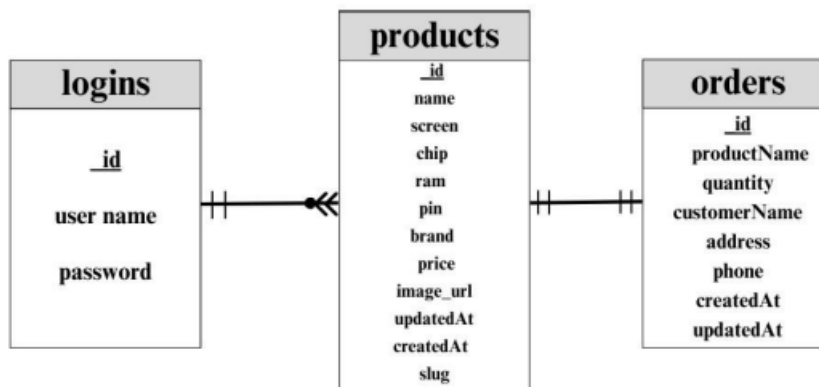 logins
_id
user name
password
products
_id
name
screen
chip
ram
pin
brand
price
image_url
updatedAt
createdAt
slug
orders
_id
productName
quantity
customerName
address
phone
createdAt
updatedAt